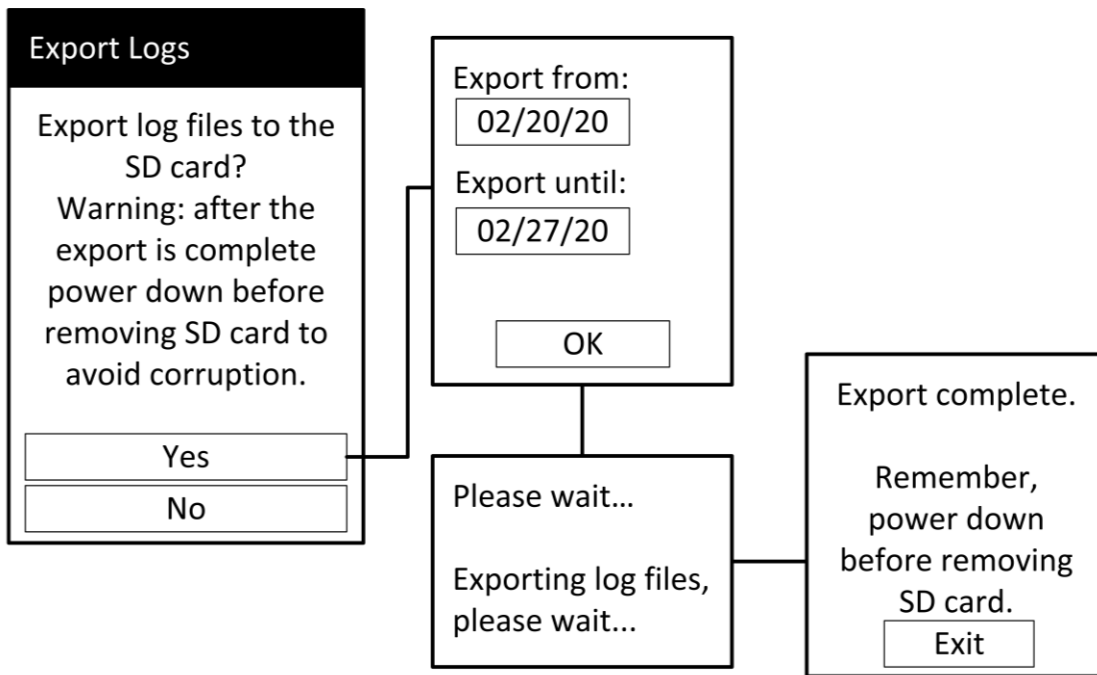 Export Logs
Export log files to the
SD card?
Warning: after the
export is complete
power down before
removing SD card to
avoid corruption.
Yes
No
Export from:
02/20/20
Export until:
02/27/20
OK
Please wait...
Exporting log files,
please wait...
Export complete.
Remember,
power down
before removing
SD card.
Exit